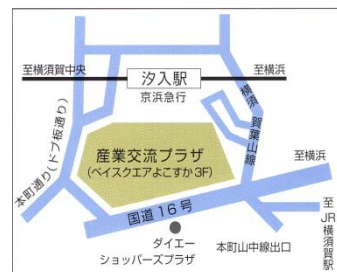 至横須賀中央
汐入駅
至横浜
京浜急行
横須賀葉山線
本町通り(ドブ板通り)
産業交流プラザ
(ベイスクエアよこすか3F)
至横浜
国道16号
ダイエー
ショッパーズプラザ
本町山中線出口
至JR横須賀駅